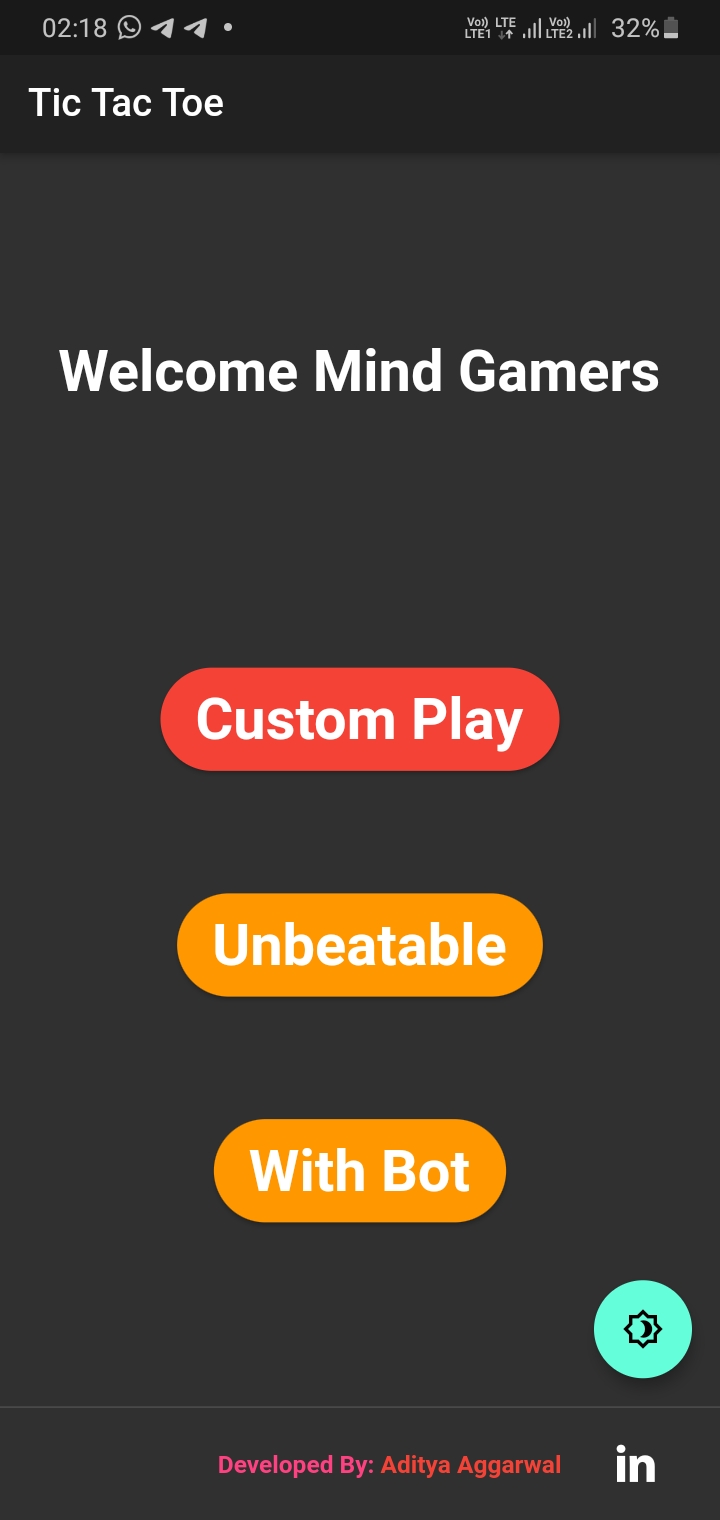 02:18 Vo)) LTE1 LTE Vo)) LTE2 32%
Tic Tac Toe
Welcome Mind Gamers
Custom Play
Unbeatable
With Bot
Developed By: Aditya Aggarwal in